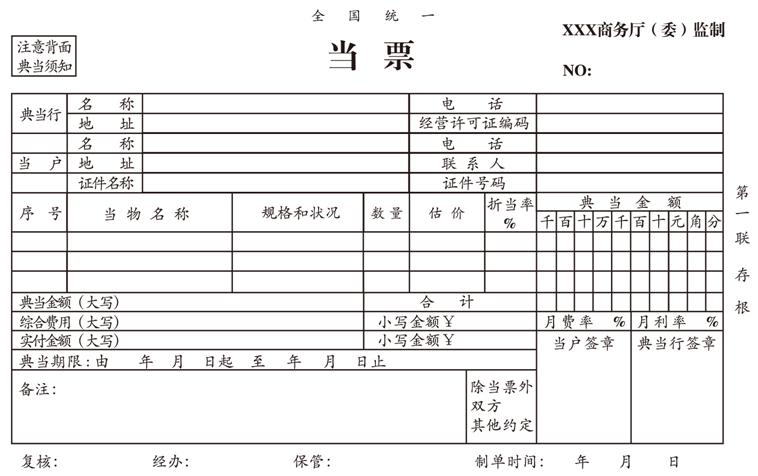 全国统一
当票
XXX商务厅（委）监制
NO:
注意背面
典当须知
典当行 名称 电话
地址 经营许可证编码
当户 名称 电话
地址 联系人
证件名称 证件号码
序号 当物名称 规格和状况 数量 估价 折当率% 典当金额
千百十万千百十元角分
典当金额（大写） 合计
综合费用（大写） 小写金额¥ 月费率 % 月利率 %
实付金额（大写） 小写金额¥ 当户签章 典当行签章
典当期限:由 年 月 日起 至 年 月 日止
备注: 除当票外
双方
其他约定
第一联存根
复核: 经办: 保管: 制单时间: 年 月 日